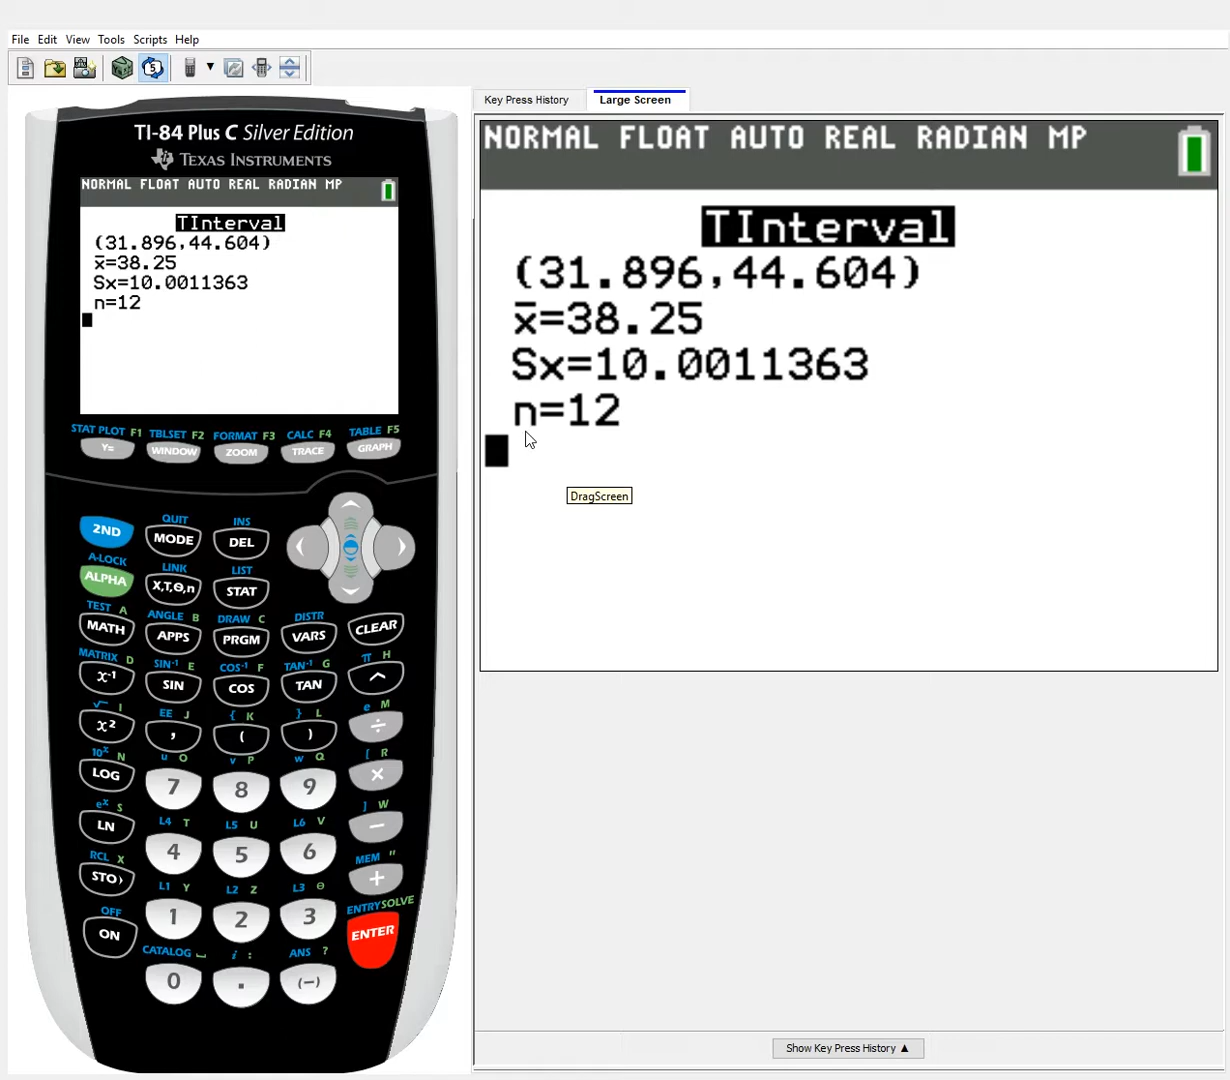 File Edit View Tools Scripts Help
5
Key Press History Large Screen
TI-84 Plus C Silver Edition
TEXAS INSTRUMENTS
NORMAL FLOAT AUTO REAL RADIAN MP
TInterval
(31.896,44.604)
x̄=38.25
Sx=10.0011363
n=12
STAT PLOT F1 TBLSET F2 FORMAT F3 CALC F4 TABLE F5
Y= WINDOW ZOOM TRACE GRAPH
QUIT INS
2ND MODE DEL
A-LOCK LINK LIST
ALPHA X,T,Θ,n STAT
TEST A ANGLE B DRAW C DISTR
MATH APPS PRGM VARS CLEAR
MATRIX D SIN⁻¹ E COS⁻¹ F TAN⁻¹ G π H
x⁻¹ SIN COS TAN ^
√ I EE J { K } L e M
x² , ( ) ÷
10ˣ N u O v P w Q [ R
LOG 7 8 9 ×
eˣ S L4 T L5 U L6 V ] W
LN 4 5 6 −
RCL X L1 Y L2 Z L3 Θ MEM "
STO› 1 2 3 +
OFF CATALOG ⎵ i : ANS ? ENTRY SOLVE
ON 0 . (−) ENTER
NORMAL FLOAT AUTO REAL RADIAN MP
TInterval
(31.896,44.604)
x̄=38.25
Sx=10.0011363
n=12
DragScreen
Show Key Press History ▲